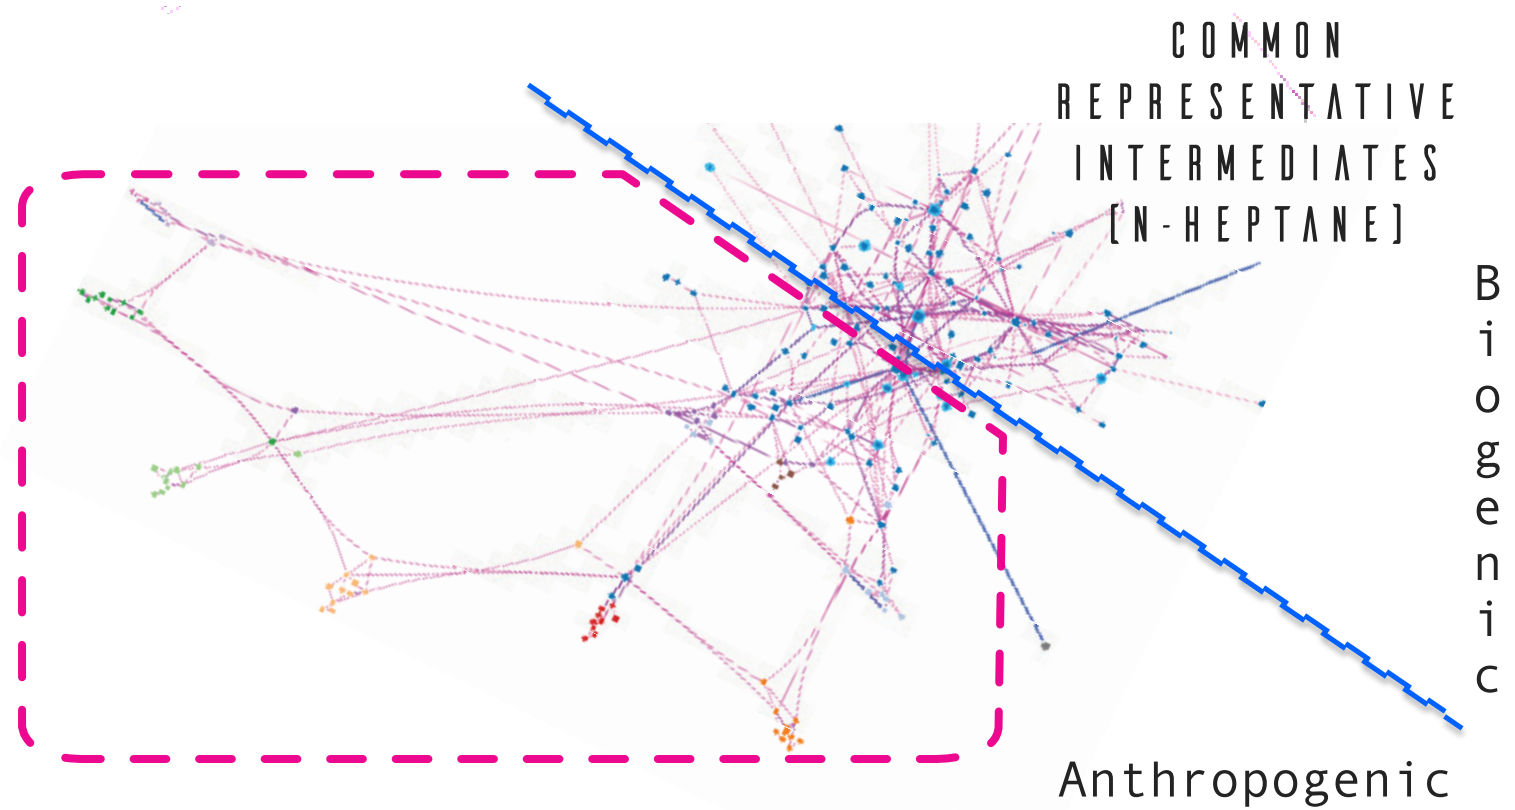 COMMON
REPRESENTATIVE
INTERMEDIATES
[N-HEPTANE]
Biogenic
Anthropogenic